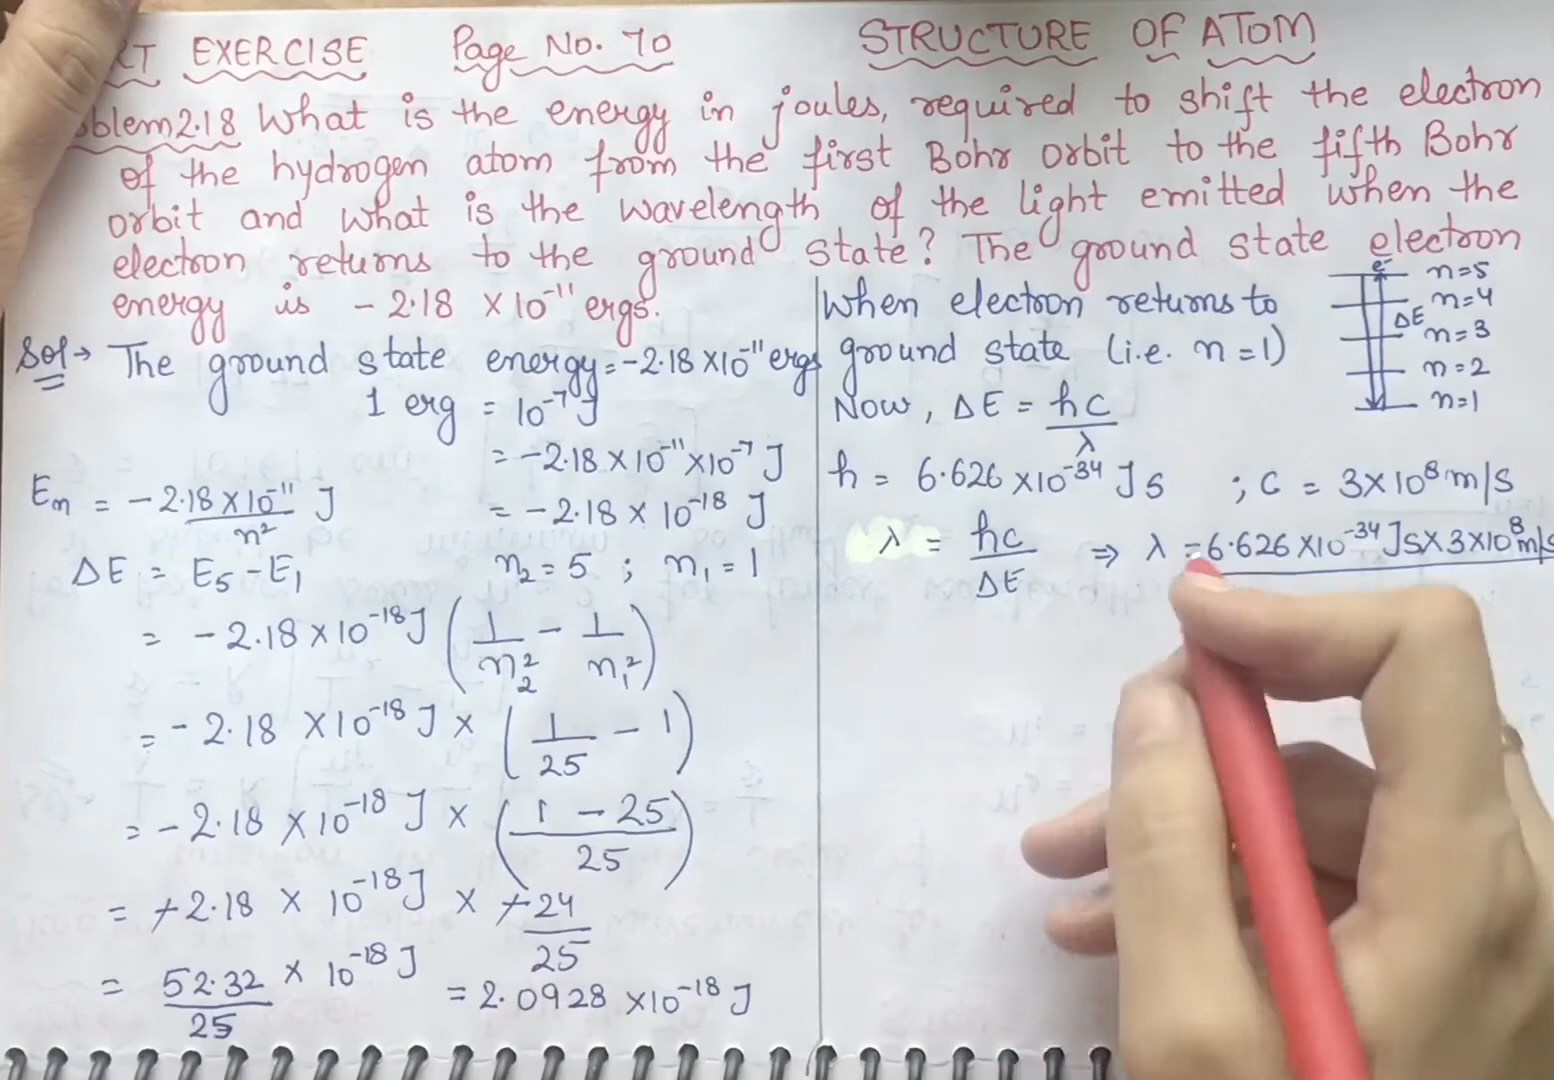 RT EXERCISE Page No. 70 STRUCTURE OF ATOM
blem 2.18 What is the energy in joules, required to shift the electron
of the hydrogen atom from the first Bohr orbit to the fifth Bohr
orbit and what is the wavelength of the light emitted when the
electron returns to the ground state? The ground state electron
energy is -2.18 × 10⁻¹¹ ergs.
Sol→ The ground state energy = -2.18 × 10⁻¹¹ ergs
1 erg = 10⁻⁷ J
= -2.18 × 10⁻¹¹ × 10⁻⁷ J
Eₙ = -2.18 × 10⁻¹¹ / n² J
= -2.18 × 10⁻¹⁸ J
ΔE = E₅ - E₁ n₂ = 5 ; n₁ = 1
= -2.18 × 10⁻¹⁸ J (1/n₂² - 1/n₁²)
= -2.18 × 10⁻¹⁸ J × (1/25 - 1)
= -2.18 × 10⁻¹⁸ J × (1 - 25 / 25)
= +2.18 × 10⁻¹⁸ J × +24/25
= 52.32/25 × 10⁻¹⁸ J = 2.0928 × 10⁻¹⁸ J
When electron returns to
ground state (i.e. n = 1)
Now, ΔE = hc/λ
h = 6.626 × 10⁻³⁴ Js ; C = 3 × 10⁸ m/s
λ = hc/ΔE ⇒ λ = 6.626 × 10⁻³⁴ Js × 3 × 10⁸ m/s
e⁻ n=5
n=4
ΔE n=3
n=2
n=1